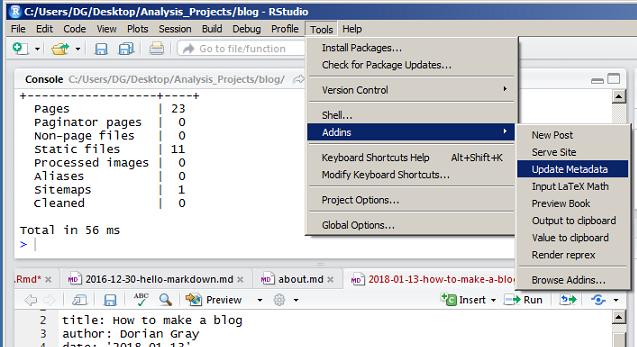 C:/Users/DG/Desktop/Analysis_Projects/blog - RStudio
File Edit Code View Plots Session Build Debug Profile Tools Help
Go to file/function
Console C:/Users/DG/Desktop/Analysis_Projects/blog/
+------------------+----+
Pages | 23
Paginator pages | 0
Non-page files | 0
Static files | 11
Processed images | 0
Aliases | 0
Sitemaps | 1
Cleaned | 0
Total in 56 ms
>
Install Packages...
Check for Package Updates...
Version Control
Shell...
Addins
Keyboard Shortcuts Help Alt+Shift+K
Modify Keyboard Shortcuts...
Project Options...
Global Options...
New Post
Serve Site
Update Metadata
Input LaTeX Math
Preview Book
Output to clipboard
Value to clipboard
Render reprex
Browse Addins...
.Rmd* 2016-12-30-hello-markdown.md about.md 2018-01-13-how-to-make-a-blo
ABC Preview Insert Run
2 title: How to make a blog
3 author: Dorian Gray